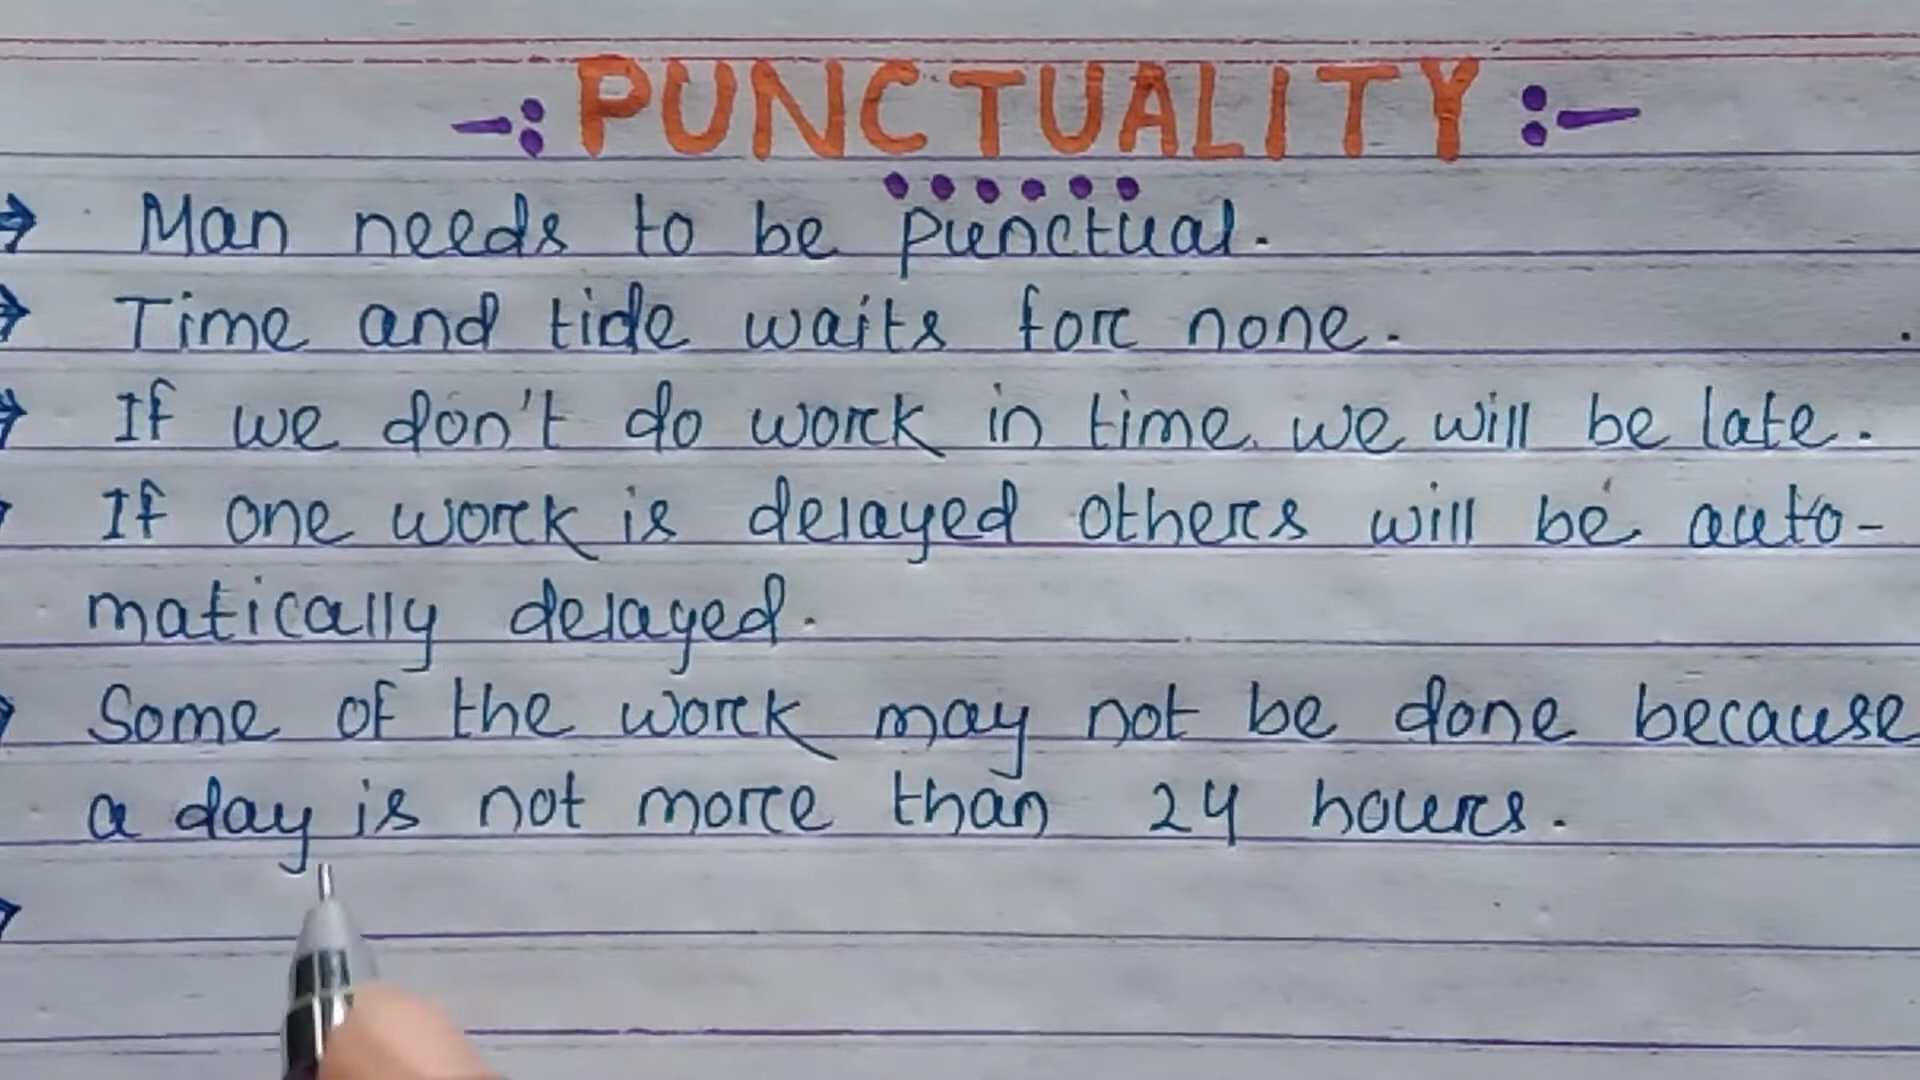 -: PUNCTUALITY :-
→ Man needs to be punctual.
→ Time and tide waits for none.
→ If we don't do work in time we will be late.
→ If one work is delayed others will be auto-
matically delayed.
→ Some of the work may not be done because
a day is not more than 24 hours.
→